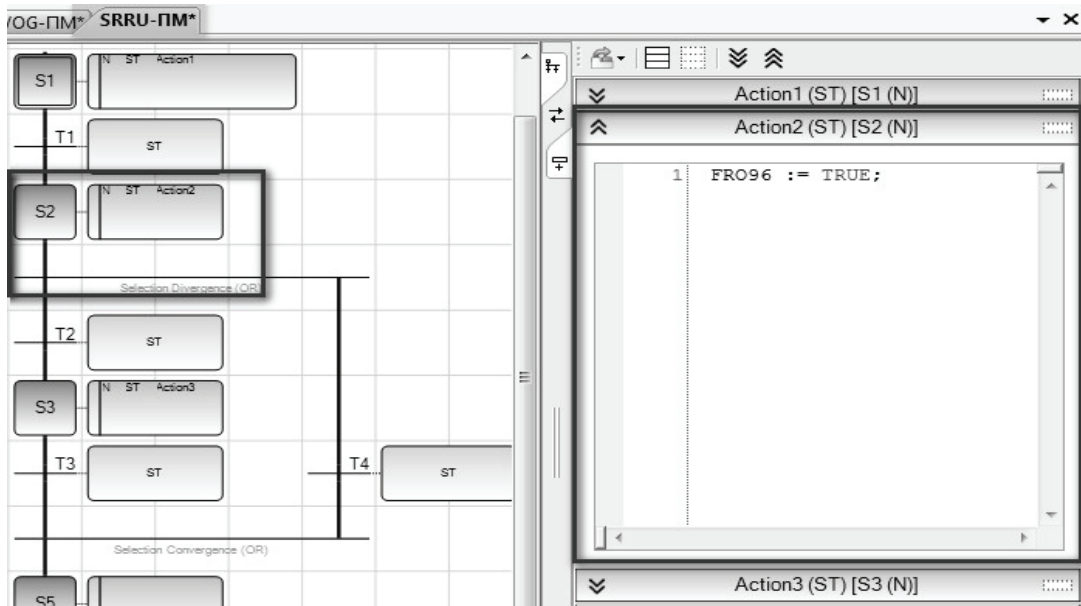 VOG-ПМ* SRRU-ПМ*
S1 N ST Action1
T1 ST
S2 N ST Action2
Selection Divergence (OR)
T2 ST
S3 N ST Action3
T3 ST T4 ST
Selection Convergence (OR)
S5
Action1 (ST) [S1 (N)]
Action2 (ST) [S2 (N)]
1 FRO96 := TRUE;
Action3 (ST) [S3 (N)]